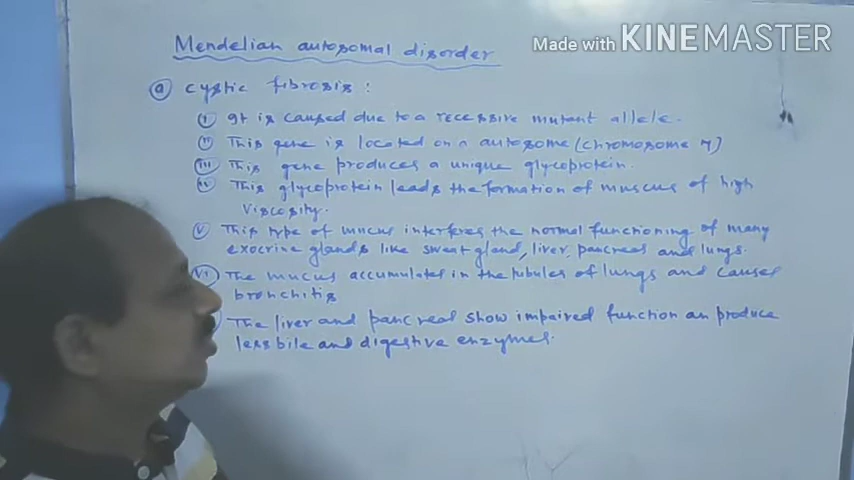 Made with KINEMASTER
Mendelian autosomal disorder
(a) cystic fibrosis :
(I) It is caused due to a recessive mutant allele.
(II) This gene is located on a autosome (chromosome 7)
(III) This gene produces a unique glycoprotein.
(IV) This glycoprotein leads the formation of muscus of high
viscosity.
(V) This type of mucus interferes the normal functioning of many
exocrine glands like sweat gland, liver, pancreas and lungs.
(VI) The mucus accumulates in the tubules of lungs and causes
bronchitis
The liver and pancreas show impaired function an produce
less bile and digestive enzymes.